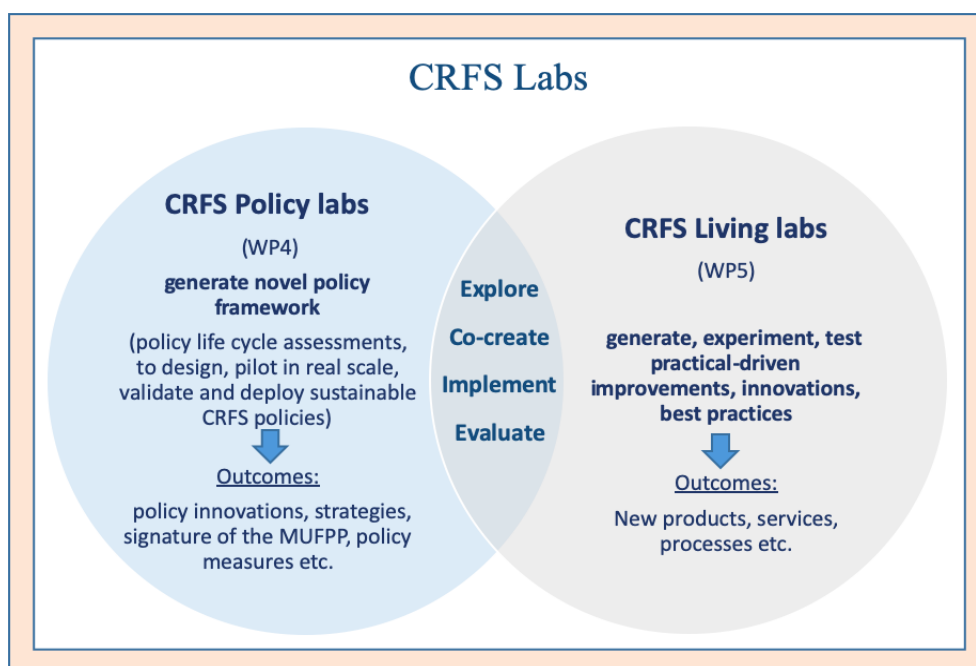 CRFS Labs
CRFS Policy labs
(WP4)
generate novel policy
framework
(policy life cycle assessments,
to design, pilot in real scale,
validate and deploy sustainable
CRFS policies)
Outcomes:
policy innovations, strategies,
signature of the MUFPP, policy
measures etc.
Explore
Co-create
Implement
Evaluate
CRFS Living labs
(WP5)
generate, experiment, test
practical-driven
improvements, innovations,
best practices
Outcomes:
New products, services,
processes etc.